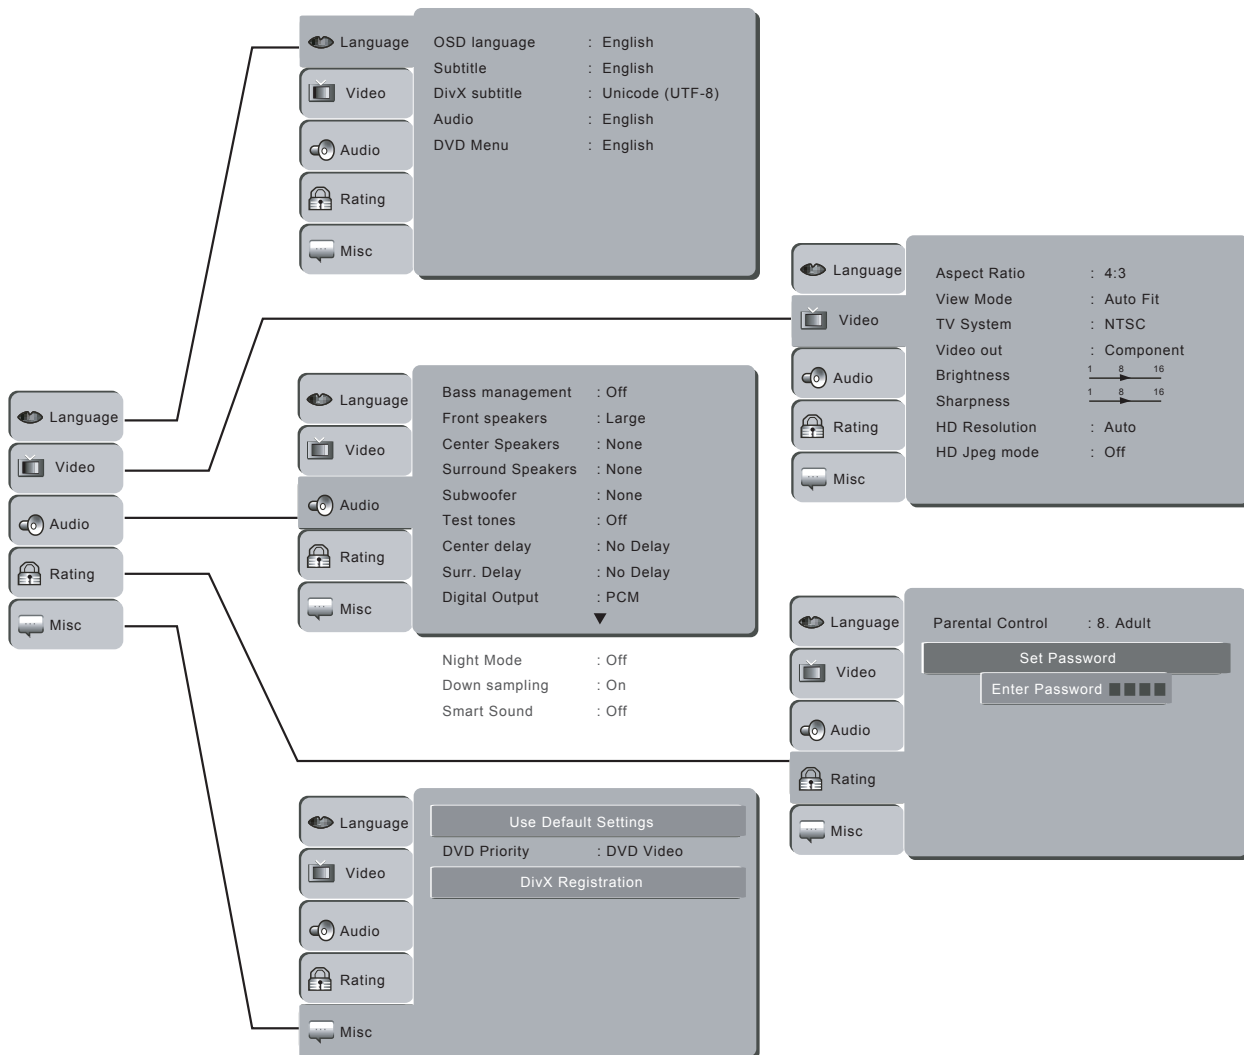 Language
Video
Audio
Rating
Misc
OSD language : English
Subtitle : English
DivX subtitle : Unicode (UTF-8)
Audio : English
DVD Menu : English
Language
Video
Audio
Rating
Misc
Aspect Ratio : 4:3
View Mode : Auto Fit
TV System : NTSC
Video out : Component
Brightness 1 8 16
Sharpness 1 8 16
HD Resolution : Auto
HD Jpeg mode : Off
Language
Video
Audio
Rating
Misc
Language
Video
Audio
Rating
Misc
Bass management : Off
Front speakers : Large
Center Speakers : None
Surround Speakers : None
Subwoofer : None
Test tones : Off
Center delay : No Delay
Surr. Delay : No Delay
Digital Output : PCM
Night Mode : Off
Down sampling : On
Smart Sound : Off
Language
Video
Audio
Rating
Misc
Parental Control : 8. Adult
Set Password
Enter Password
Language
Video
Audio
Rating
Misc
Use Default Settings
DVD Priority : DVD Video
DivX Registration